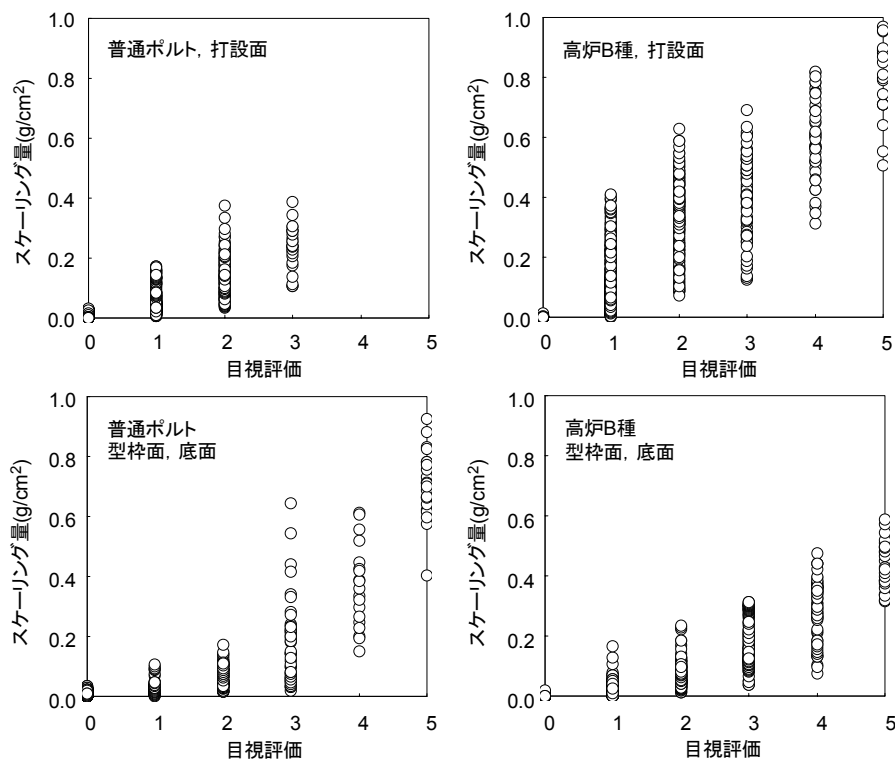 普通ポルト, 打設面
スケーリング量(g/cm²)
1.0
0.8
0.6
0.4
0.2
0.0
0 1 2 3 4 5
目視評価
高炉B種, 打設面
スケーリング量(g/cm²)
1.0
0.8
0.6
0.4
0.2
0.0
0 1 2 3 4 5
目視評価
普通ポルト
型枠面, 底面
スケーリング量(g/cm²)
1.0
0.8
0.6
0.4
0.2
0.0
0 1 2 3 4 5
目視評価
高炉B種
型枠面, 底面
スケーリング量(g/cm²)
1.0
0.8
0.6
0.4
0.2
0.0
0 1 2 3 4 5
目視評価